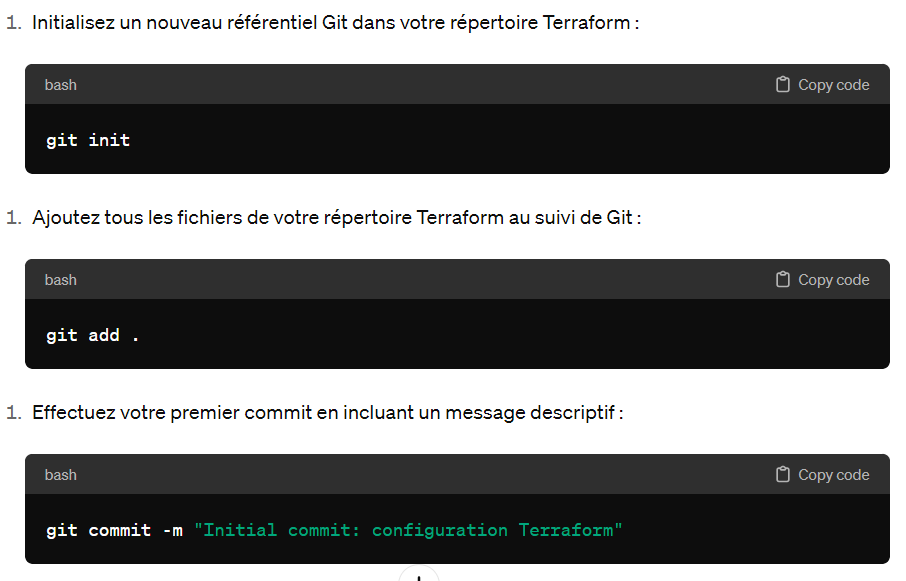 1. Initialisez un nouveau référentiel Git dans votre répertoire Terraform :
bash Copy code
git init
1. Ajoutez tous les fichiers de votre répertoire Terraform au suivi de Git :
bash Copy code
git add .
1. Effectuez votre premier commit en incluant un message descriptif :
bash Copy code
git commit -m "Initial commit: configuration Terraform"